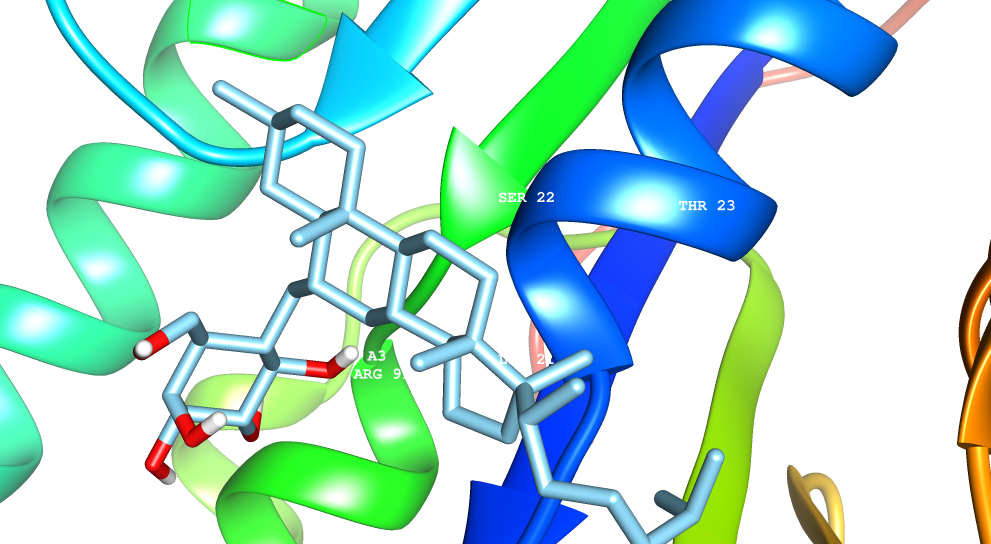 SER 22
THR 23
A3
ARG 9